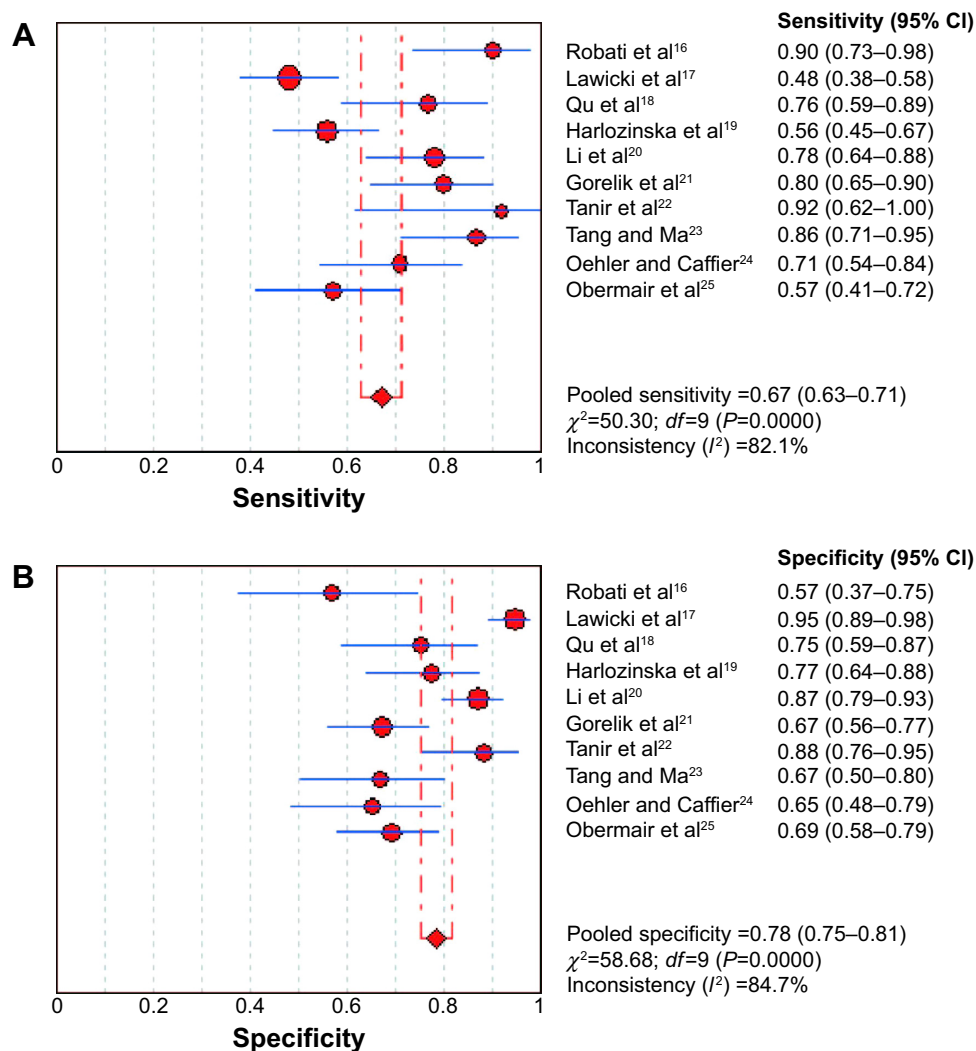 A
Sensitivity (95% CI)
Robati et al¹⁶ 0.90 (0.73–0.98)
Lawicki et al¹⁷ 0.48 (0.38–0.58)
Qu et al¹⁸ 0.76 (0.59–0.89)
Harlozinska et al¹⁹ 0.56 (0.45–0.67)
Li et al²⁰ 0.78 (0.64–0.88)
Gorelik et al²¹ 0.80 (0.65–0.90)
Tanir et al²² 0.92 (0.62–1.00)
Tang and Ma²³ 0.86 (0.71–0.95)
Oehler and Caffier²⁴ 0.71 (0.54–0.84)
Obermair et al²⁵ 0.57 (0.41–0.72)
Pooled sensitivity =0.67 (0.63–0.71)
χ²=50.30; df=9 (P=0.0000)
Inconsistency (I²) =82.1%
0 0.2 0.4 0.6 0.8 1
Sensitivity
B
Specificity (95% CI)
Robati et al¹⁶ 0.57 (0.37–0.75)
Lawicki et al¹⁷ 0.95 (0.89–0.98)
Qu et al¹⁸ 0.75 (0.59–0.87)
Harlozinska et al¹⁹ 0.77 (0.64–0.88)
Li et al²⁰ 0.87 (0.79–0.93)
Gorelik et al²¹ 0.67 (0.56–0.77)
Tanir et al²² 0.88 (0.76–0.95)
Tang and Ma²³ 0.67 (0.50–0.80)
Oehler and Caffier²⁴ 0.65 (0.48–0.79)
Obermair et al²⁵ 0.69 (0.58–0.79)
Pooled specificity =0.78 (0.75–0.81)
χ²=58.68; df=9 (P=0.0000)
Inconsistency (I²) =84.7%
0 0.2 0.4 0.6 0.8 1
Specificity